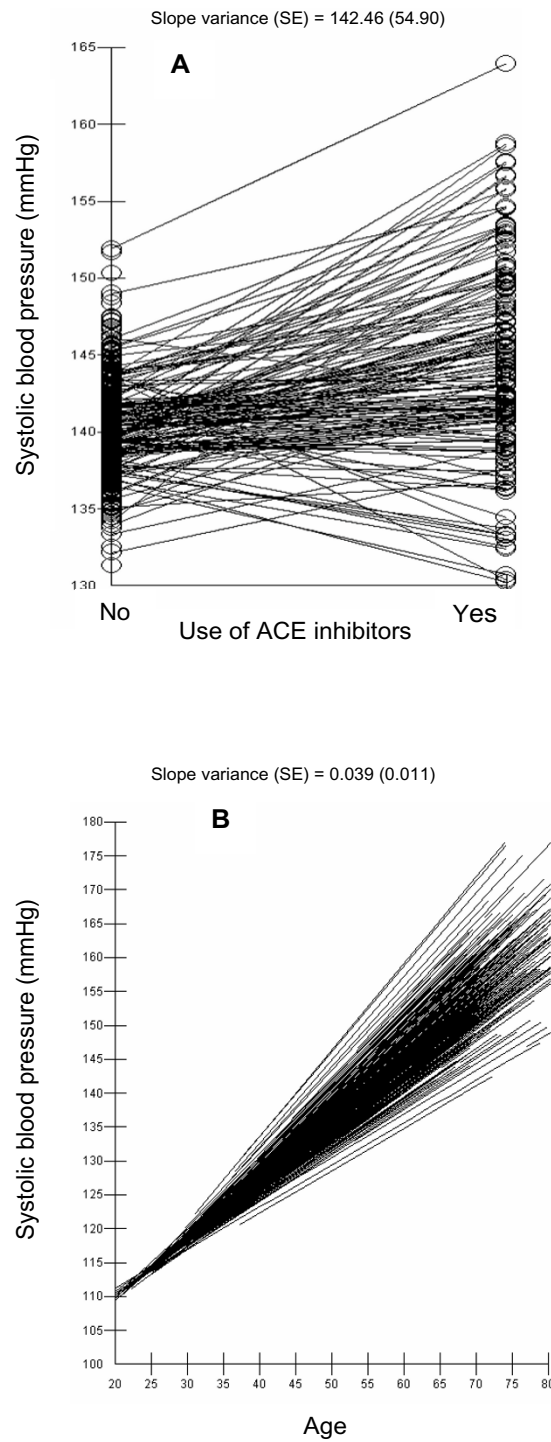 Slope variance (SE) = 142.46 (54.90)
A
Systolic blood pressure (mmHg)
165
160
155
150
145
140
135
130
No
Yes
Use of ACE inhibitors
Slope variance (SE) = 0.039 (0.011)
B
Systolic blood pressure (mmHg)
180
175
170
165
160
155
150
145
140
135
130
125
120
115
110
105
100
20 25 30 35 40 45 50 55 60 65 70 75 80
Age